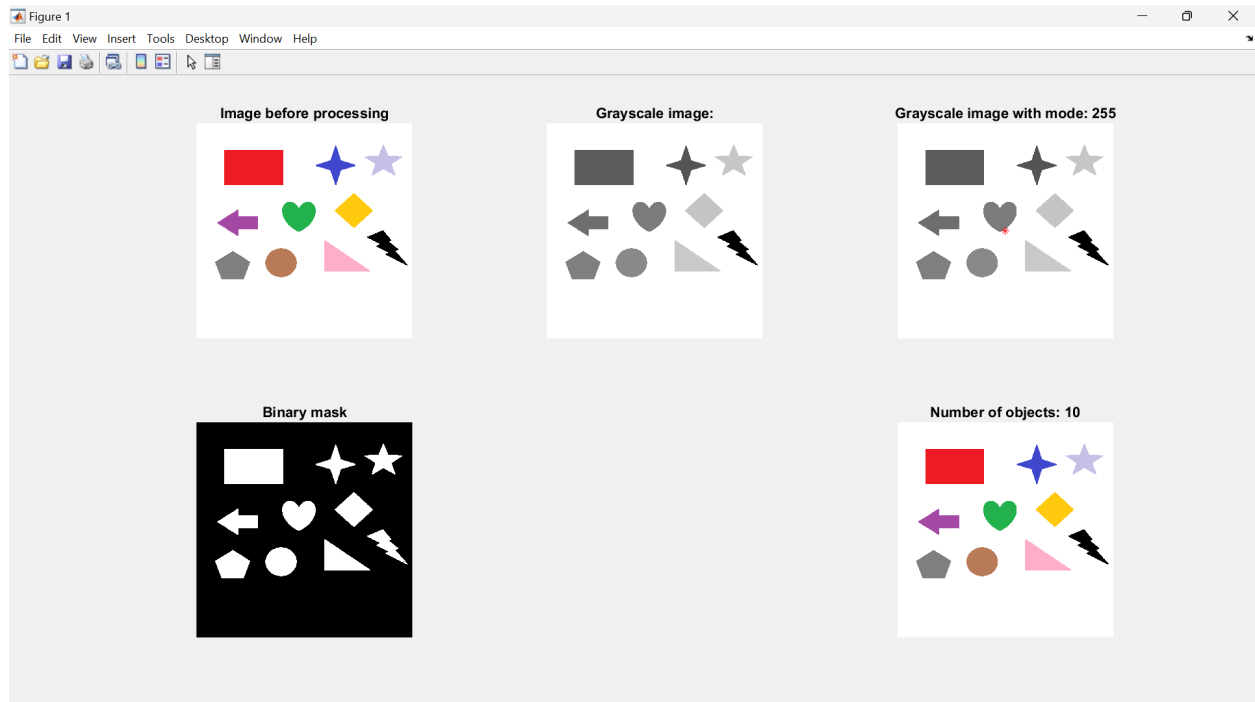 Figure 1
File Edit View Insert Tools Desktop Window Help
Image before processing
Grayscale image:
Grayscale image with mode: 255
Binary mask
Number of objects: 10